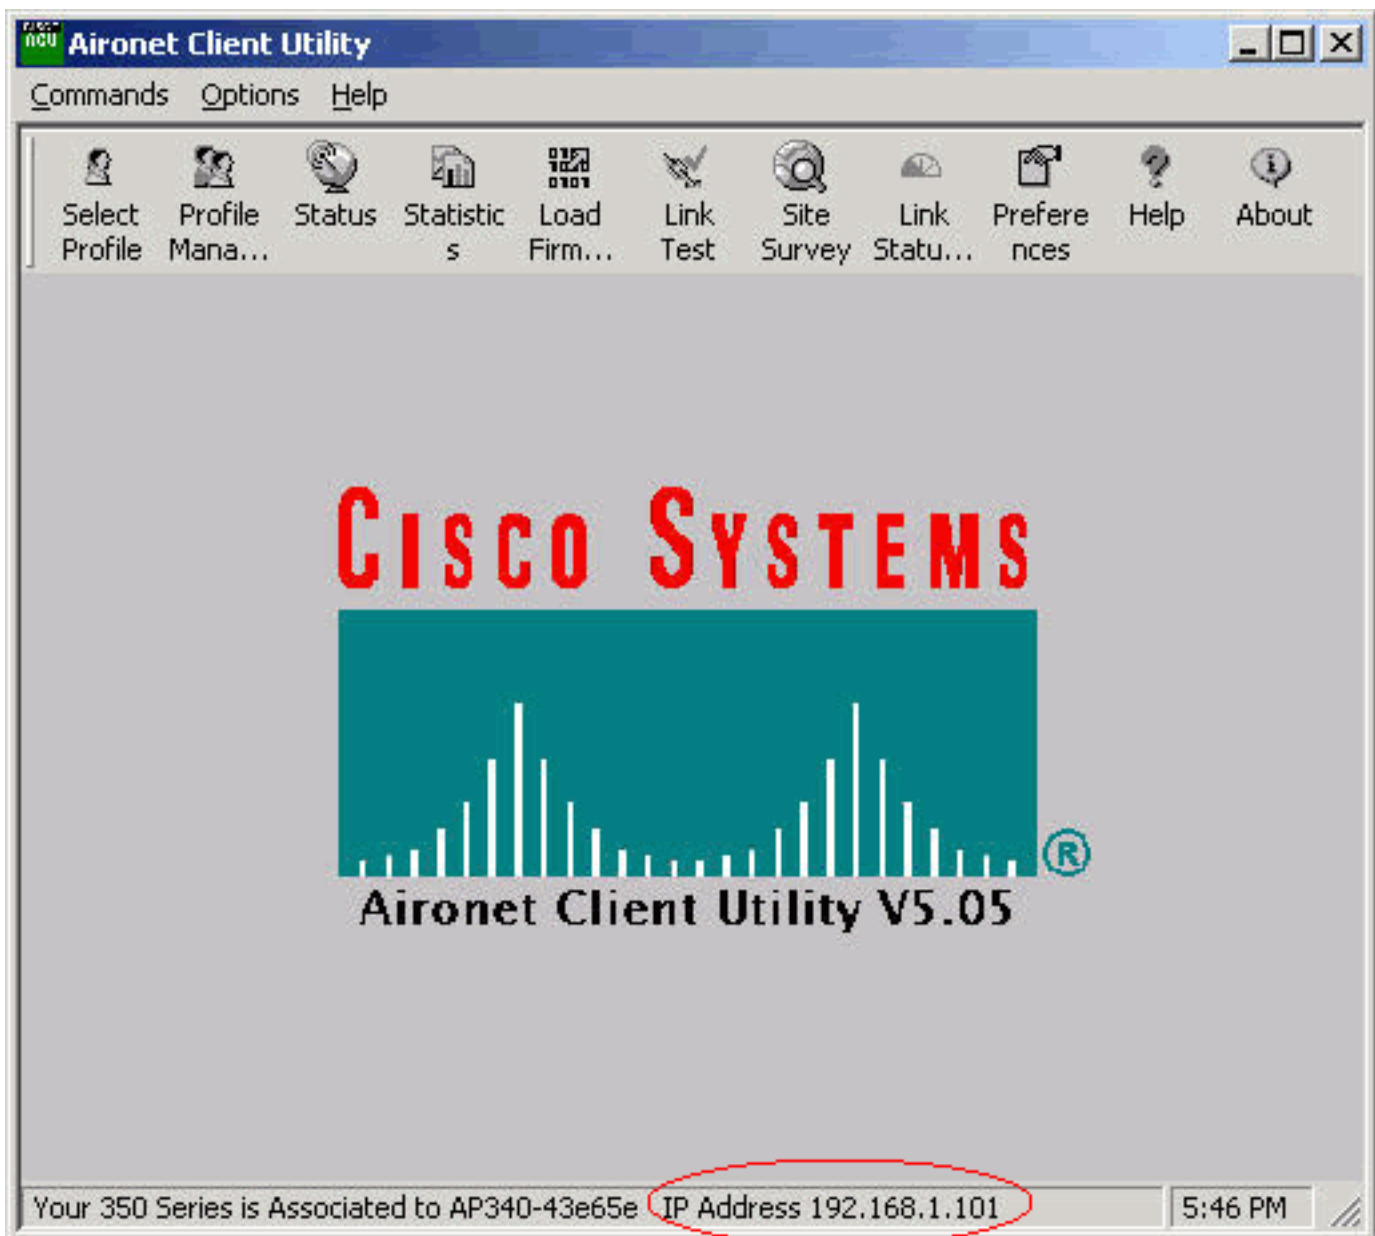 CISCO
ACU Aironet Client Utility
Commands Options Help
Select Profile
Profile Mana...
Status
Statistic s
Load Firm...
Link Test
Site Survey
Link Statu...
Prefere nces
Help
About
CISCO SYSTEMS
®
Aironet Client Utility V5.05
Your 350 Series is Associated to AP340-43e65e IP Address 192.168.1.101 5:46 PM